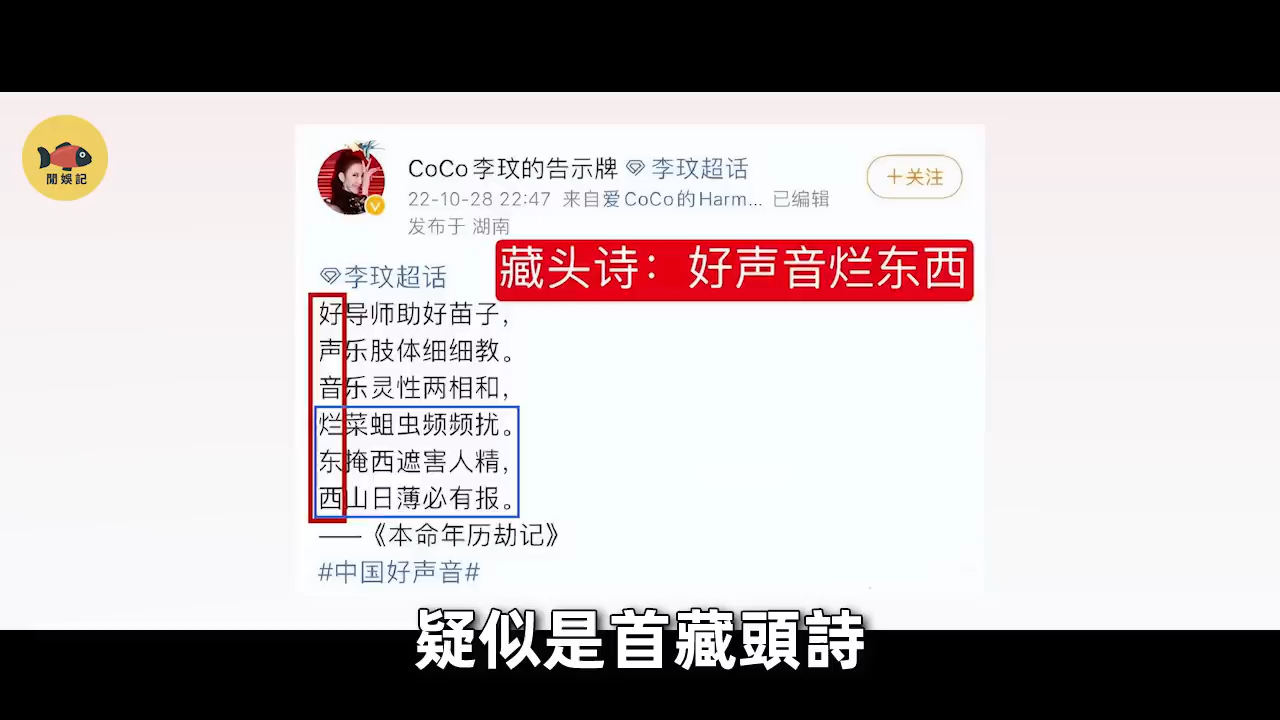 閒娛記
CoCo李玟的告示牌 李玟超话
22-10-28 22:47 来自爱CoCo的Harm... 已编辑
发布于 湖南
+关注
李玟超话
藏头诗：好声音烂东西
好导师助好苗子，
声乐肢体细细教。
音乐灵性两相和，
烂菜蛆虫频频扰。
东掩西遮害人精，
西山日薄必有报。
——《本命年历劫记》
#中国好声音#
疑似是首藏頭詩